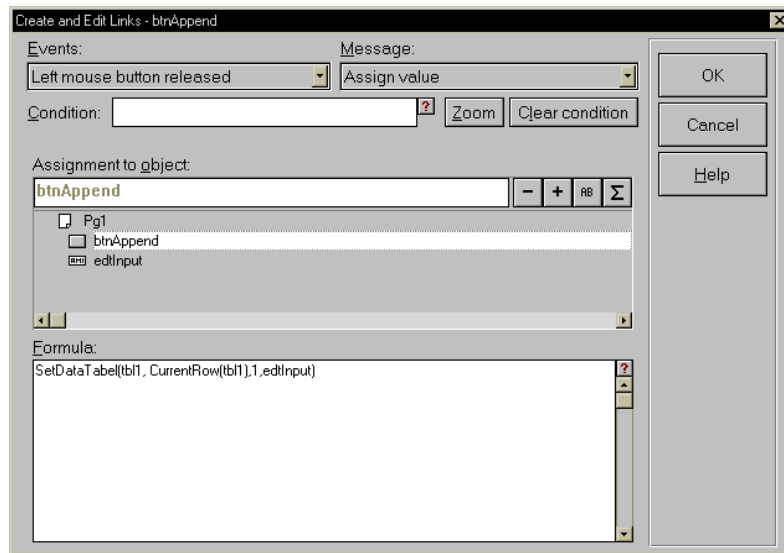 Create and Edit Links - btnAppend
Events:
Message:
Left mouse button released
Assign value
Condition:
?
Zoom
Clear condition
OK
Cancel
Help
Assignment to object:
btnAppend
- + AB Σ
Pg1
btnAppend
edtInput
Formula:
SetDataTabel(tbl1, CurrentRow(tbl1),1,edtInput)
?